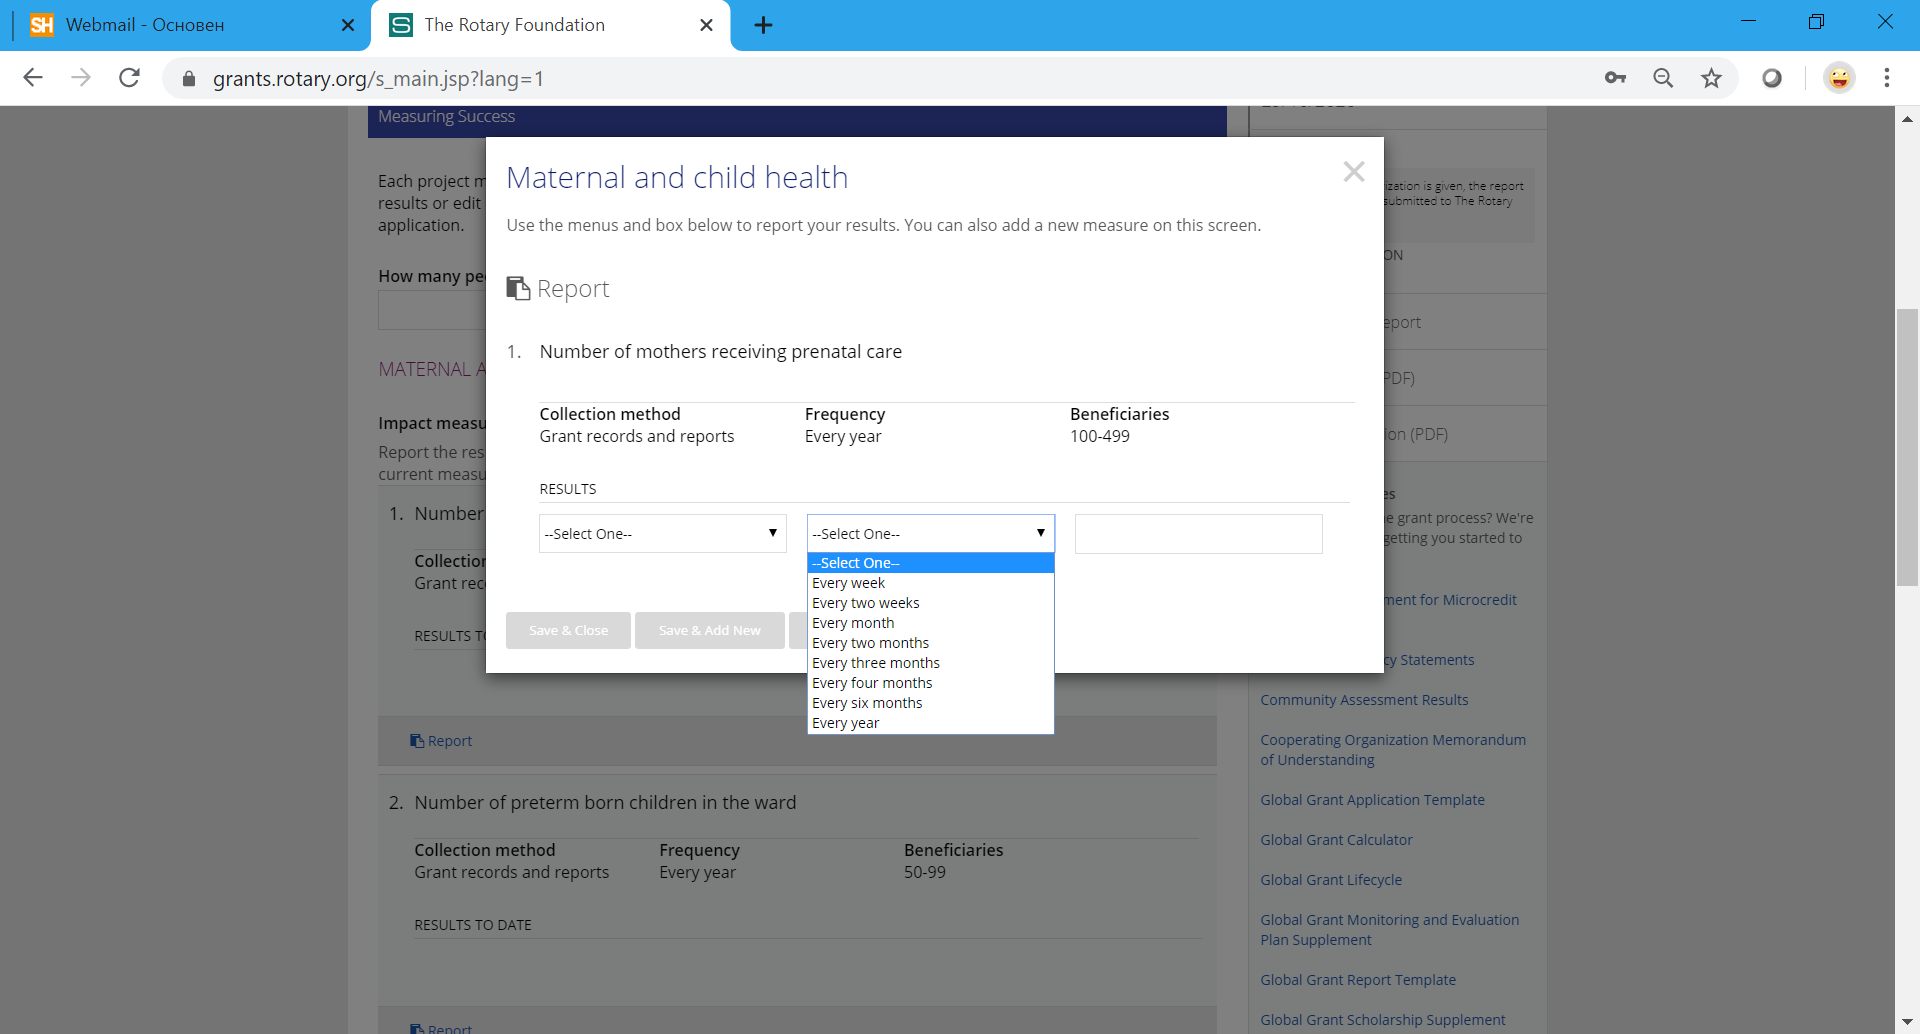 Webmail - Основен
The Rotary Foundation
grants.rotary.org/s_main.jsp?lang=1
Measuring Success
Each project m
results or edit
application.
How many pe
MATERNAL A
Impact measu
Report the res
current measu
1. Number
Collection
Grant rec
RESULTS TO
Maternal and child health
Use the menus and box below to report your results. You can also add a new measure on this screen.
Report
1. Number of mothers receiving prenatal care
Collection method Frequency Beneficiaries
Grant records and reports Every year 100-499
RESULTS
--Select One-- --Select One--
--Select One--
Every week
Every two weeks
Every month
Every two months
Every three months
Every four months
Every six months
Every year
Save & Close Save & Add New
Report
2. Number of preterm born children in the ward
Collection method Frequency Beneficiaries
Grant records and reports Every year 50-99
RESULTS TO DATE
Report
ization is given, the report
submitted to The Rotary
ON
eport
PDF)
ion (PDF)
es
e grant process? We're
getting you started to
ment for Microcredit
cy Statements
Community Assessment Results
Cooperating Organization Memorandum
of Understanding
Global Grant Application Template
Global Grant Calculator
Global Grant Lifecycle
Global Grant Monitoring and Evaluation
Plan Supplement
Global Grant Report Template
Global Grant Scholarship Supplement